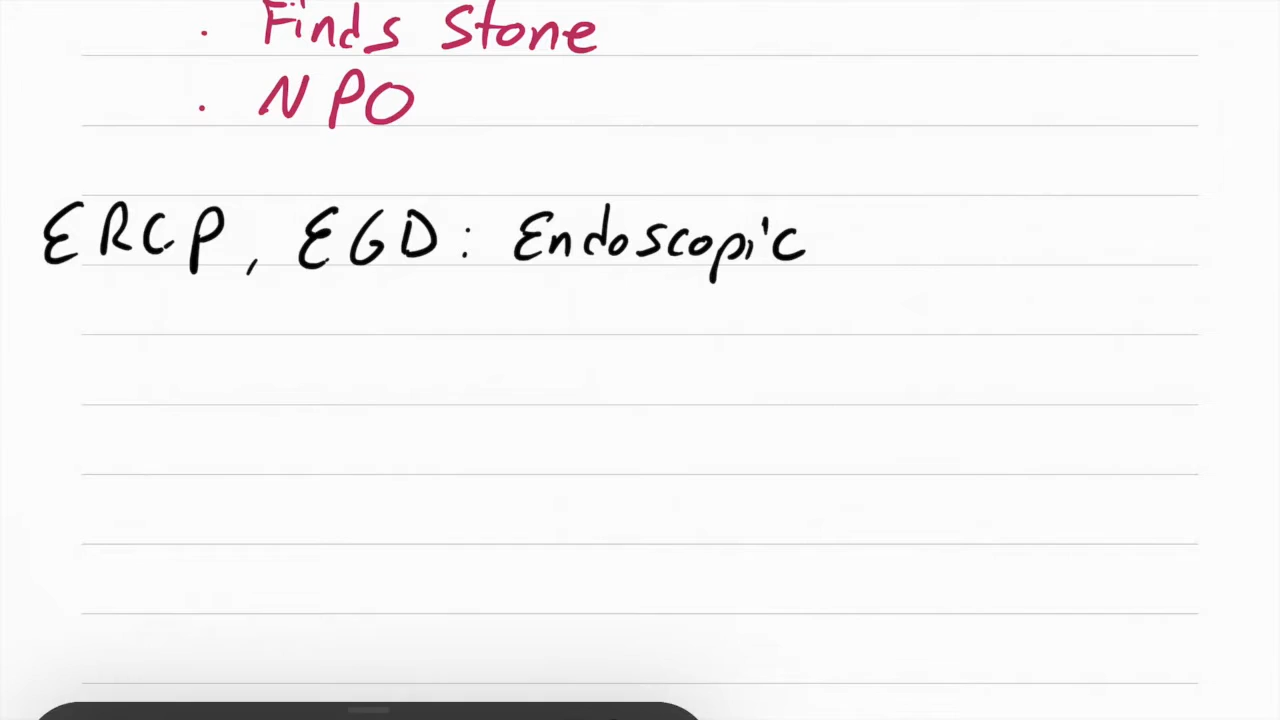 · Finds Stone
· NPO
ERCP, EGD: Endoscopic